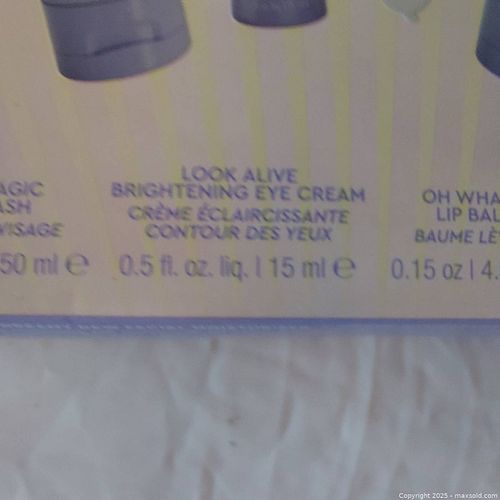 AGIC
ASH
VISAGE
50 ml e
LOOK ALIVE
BRIGHTENING EYE CREAM
CRÈME ÉCLAIRCISSANTE
CONTOUR DES YEUX
0.5 fl. oz. liq. | 15 ml e
OH WHA
LIP BAL
BAUME LÈ
0.15 oz | 4.
Copyright 2025 - maxsold.com